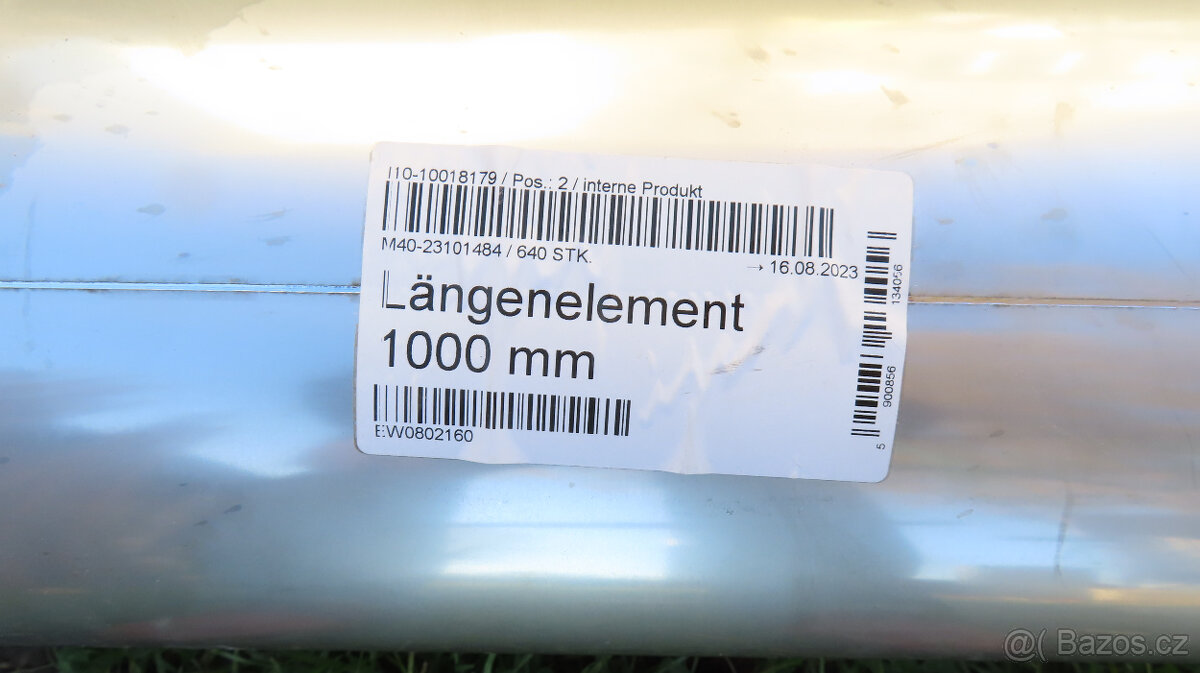 I10-10018179 / Pos.: 2 / interne Produkt
M40-23101484 / 640 STK.
→ 16.08.2023
Längenelement
1000 mm
EW0802160
5 900856 134056
@( Bazos.cz